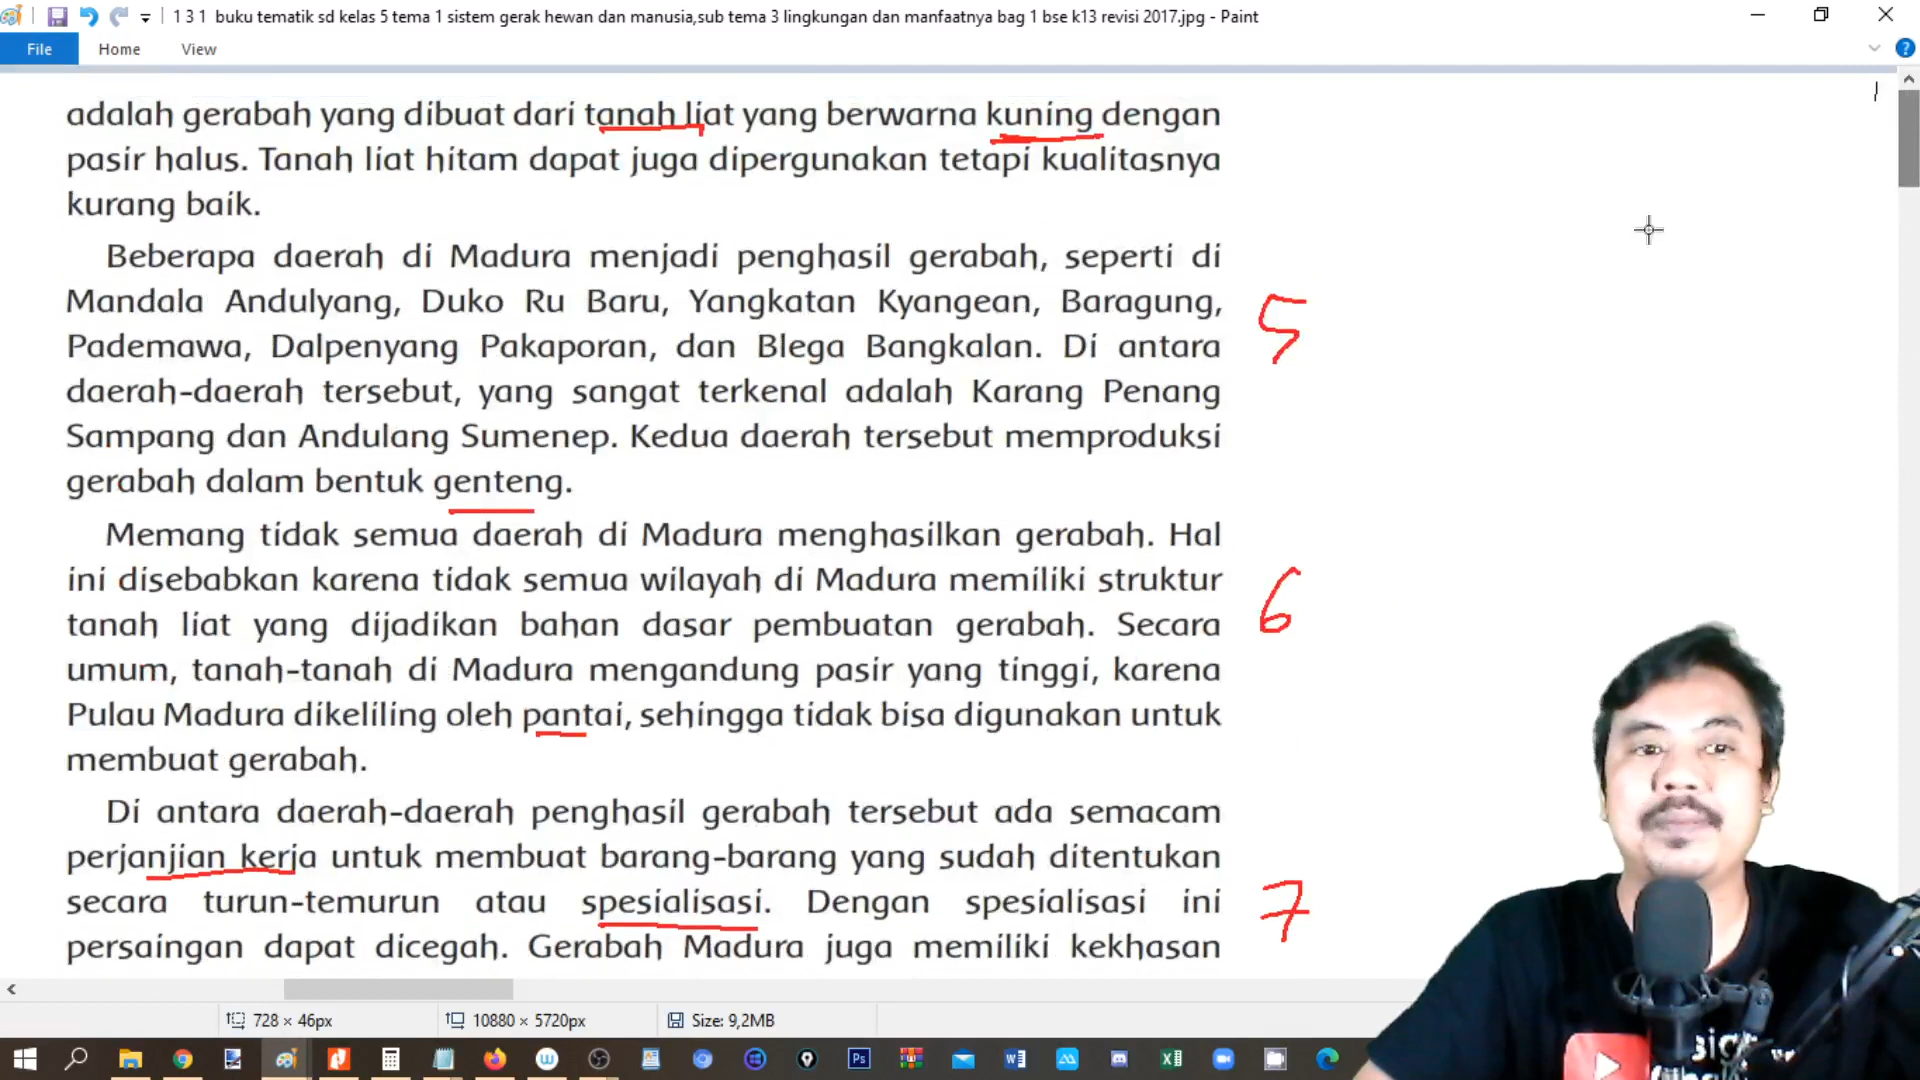 1 3 1 buku tematik sd kelas 5 tema 1 sistem gerak hewan dan manusia,sub tema 3 lingkungan dan manfaatnya bag 1 bse k13 revisi 2017.jpg - Paint
File Home View
adalah gerabah yang dibuat dari tanah liat yang berwarna kuning dengan
pasir halus. Tanah liat hitam dapat juga dipergunakan tetapi kualitasnya
kurang baik.
Beberapa daerah di Madura menjadi penghasil gerabah, seperti di
Mandala Andulyang, Duko Ru Baru, Yangkatan Kyangean, Baragung,
5
Pademawa, Dalpenyang Pakaporan, dan Blega Bangkalan. Di antara
daerah-daerah tersebut, yang sangat terkenal adalah Karang Penang
Sampang dan Andulang Sumenep. Kedua daerah tersebut memproduksi
gerabah dalam bentuk genteng.
Memang tidak semua daerah di Madura menghasilkan gerabah. Hal
ini disebabkan karena tidak semua wilayah di Madura memiliki struktur
6
tanah liat yang dijadikan bahan dasar pembuatan gerabah. Secara
umum, tanah-tanah di Madura mengandung pasir yang tinggi, karena
Pulau Madura dikeliling oleh pantai, sehingga tidak bisa digunakan untuk
membuat gerabah.
Di antara daerah-daerah penghasil gerabah tersebut ada semacam
perjanjian kerja untuk membuat barang-barang yang sudah ditentukan
secara turun-temurun atau spesialisasi. Dengan spesialisasi ini
7
persaingan dapat dicegah. Gerabah Madura juga memiliki kekhasan
728 × 46px 10880 × 5720px Size: 9,2MB